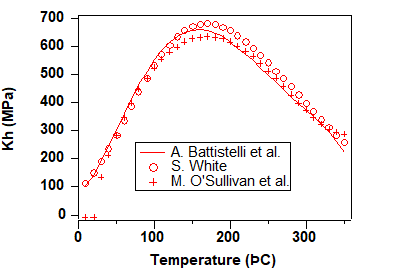 700
600
500
400
300
200
100
0
Kh (MPa)
A. Battistelli et al.
S. White
M. O'Sullivan et al.
0
100
200
300
Temperature (ÞC)